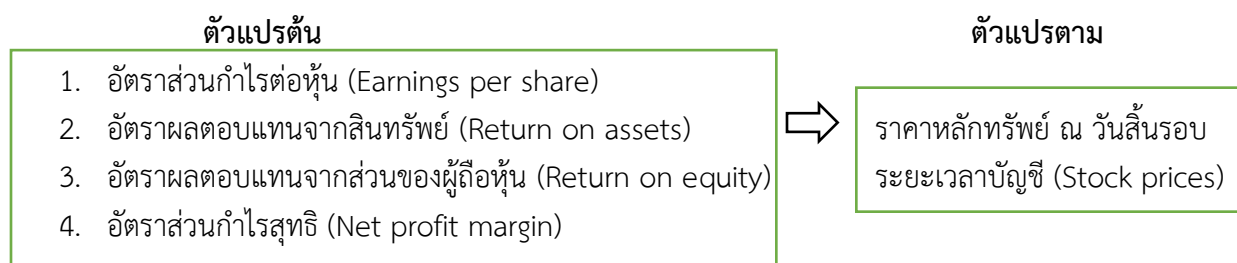 ตัวแปรต้น
1. อัตราส่วนกำไรต่อหุ้น (Earnings per share)
2. อัตราผลตอบแทนจากสินทรัพย์ (Return on assets)
3. อัตราผลตอบแทนจากส่วนของผู้ถือหุ้น (Return on equity)
4. อัตราส่วนกำไรสุทธิ (Net profit margin)
ตัวแปรตาม
ราคาหลักทรัพย์ ณ วันสิ้นรอบ
ระยะเวลาบัญชี (Stock prices)